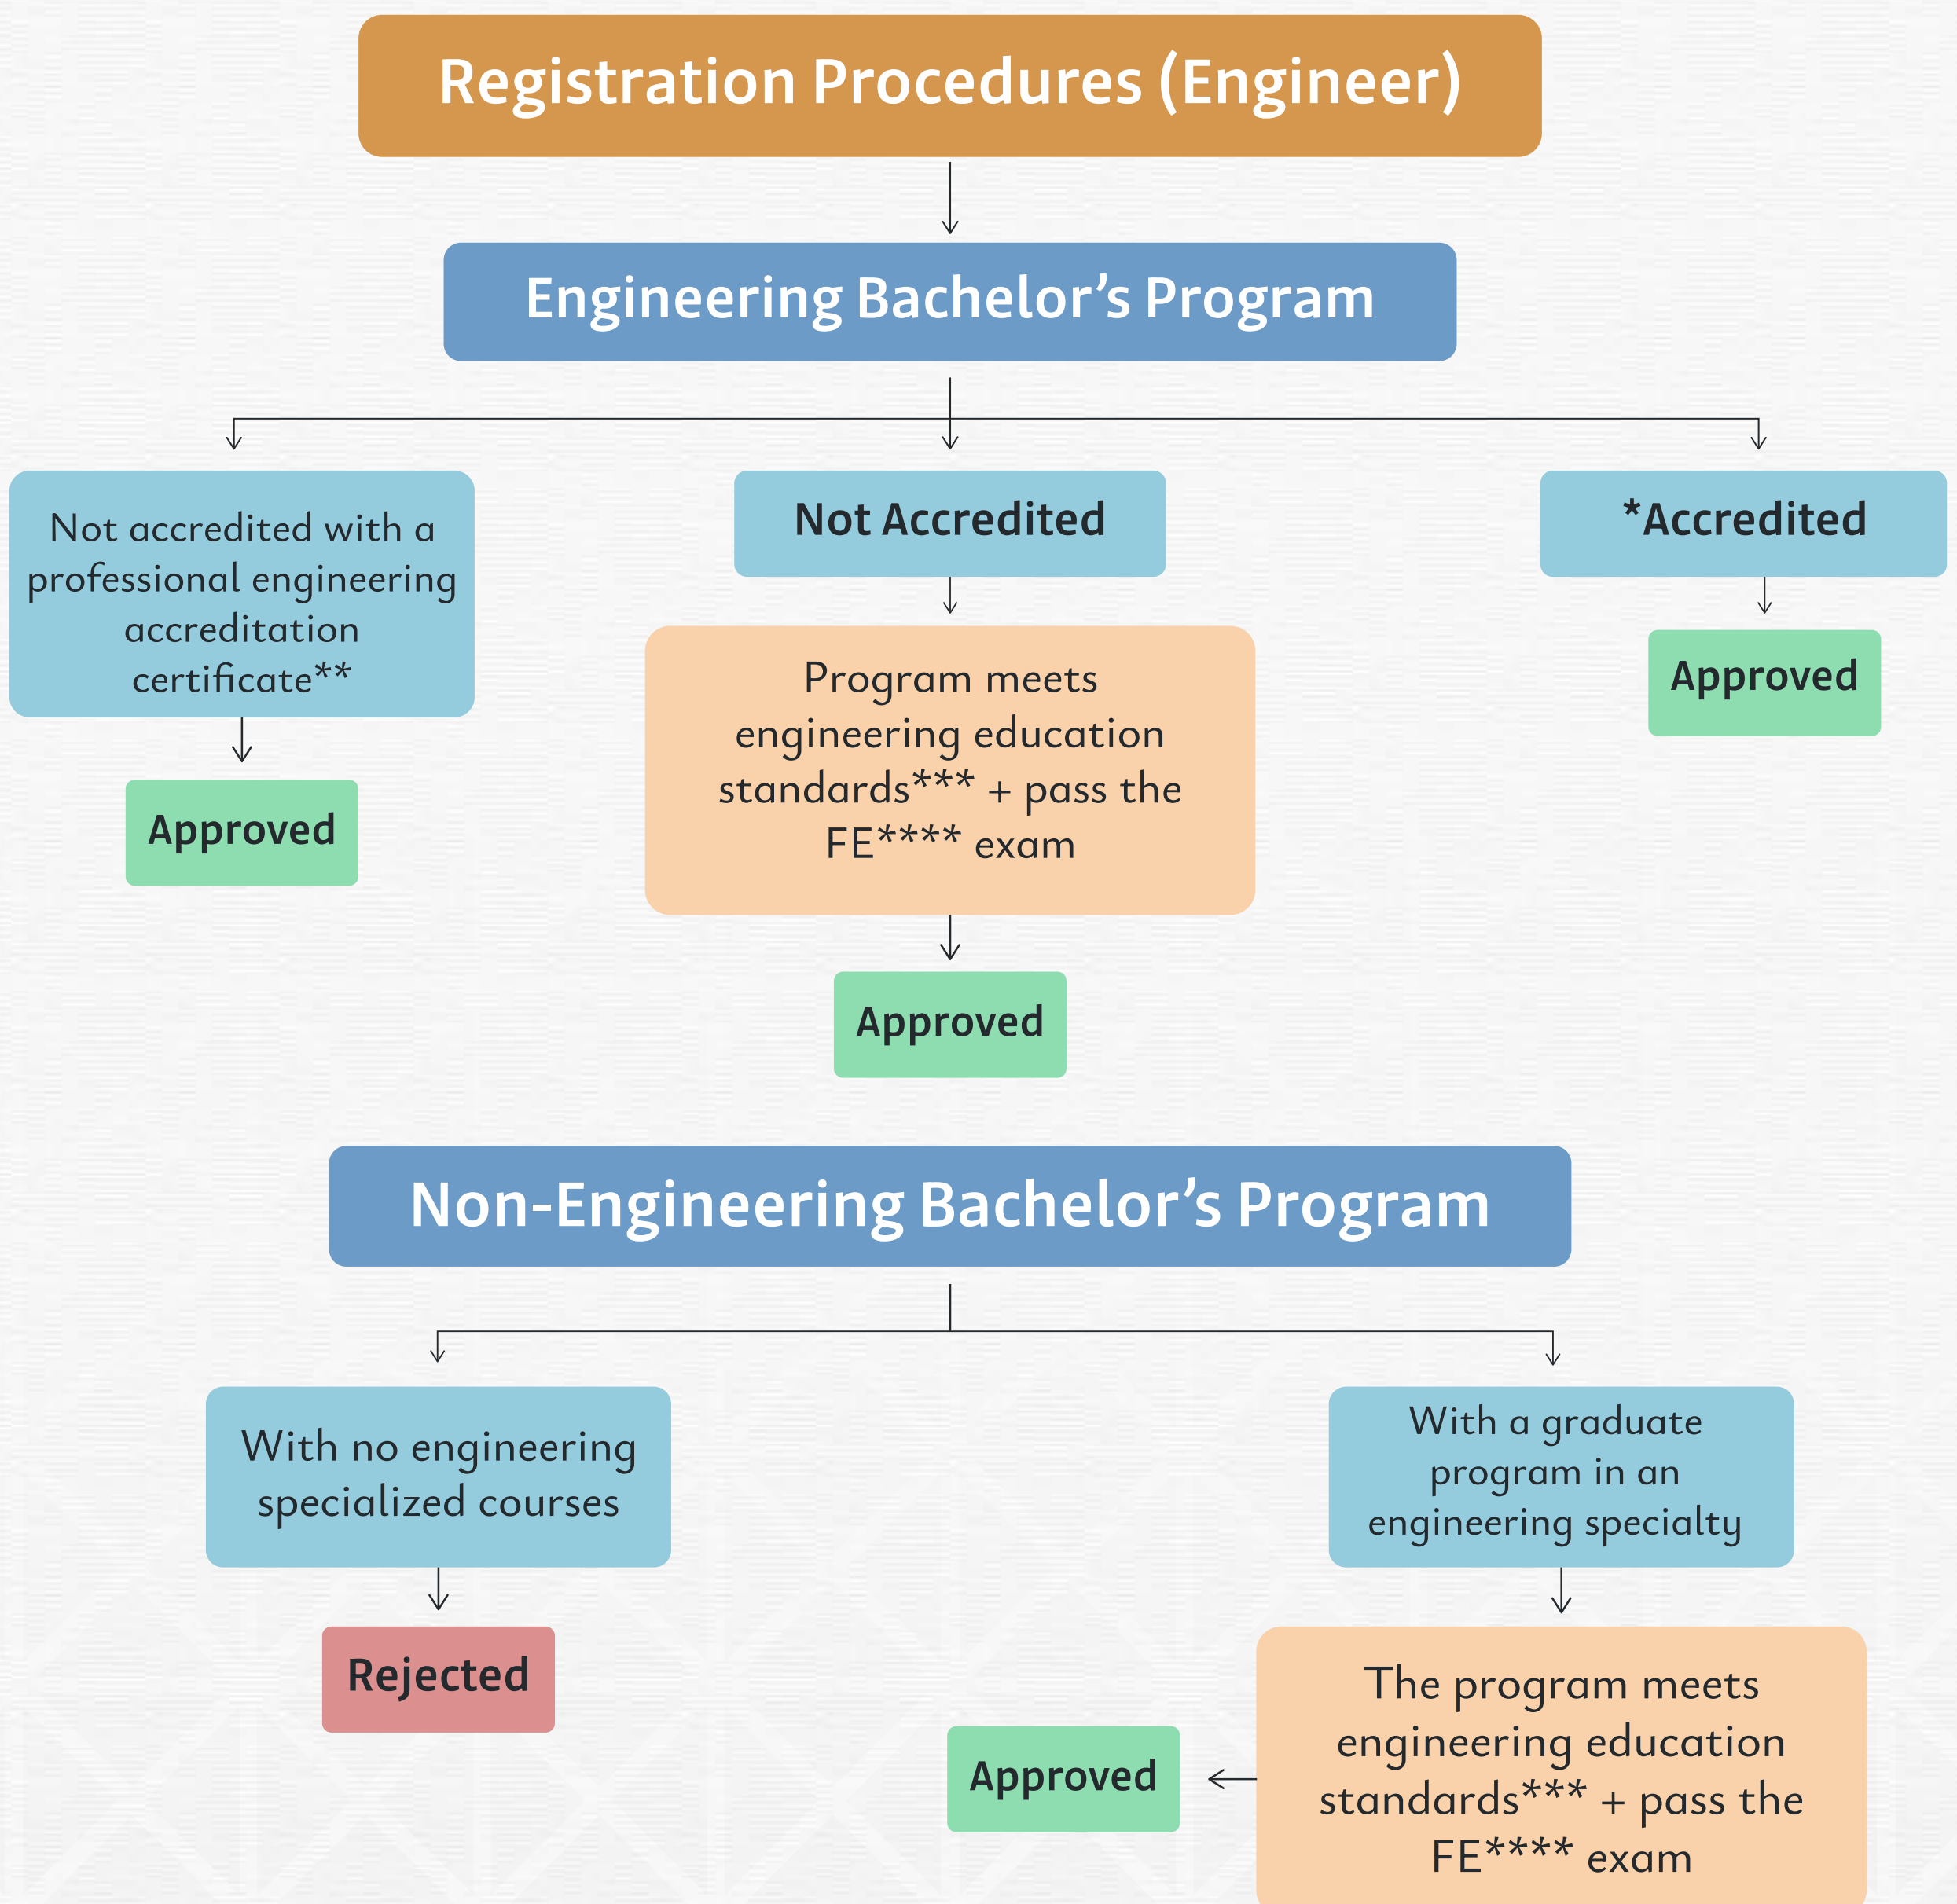 Registration Procedures (Engineer)
Engineering Bachelor’s Program
Not accredited with a
professional engineering
accreditation
certificate**
Approved
Not Accredited
Program meets
engineering education
standards*** + pass the
FE**** exam
Approved
*Accredited
Approved
Non-Engineering Bachelor’s Program
With no engineering
specialized courses
Rejected
With a graduate
program in an
engineering specialty
The program meets
engineering education
standards*** + pass the
FE**** exam
Approved